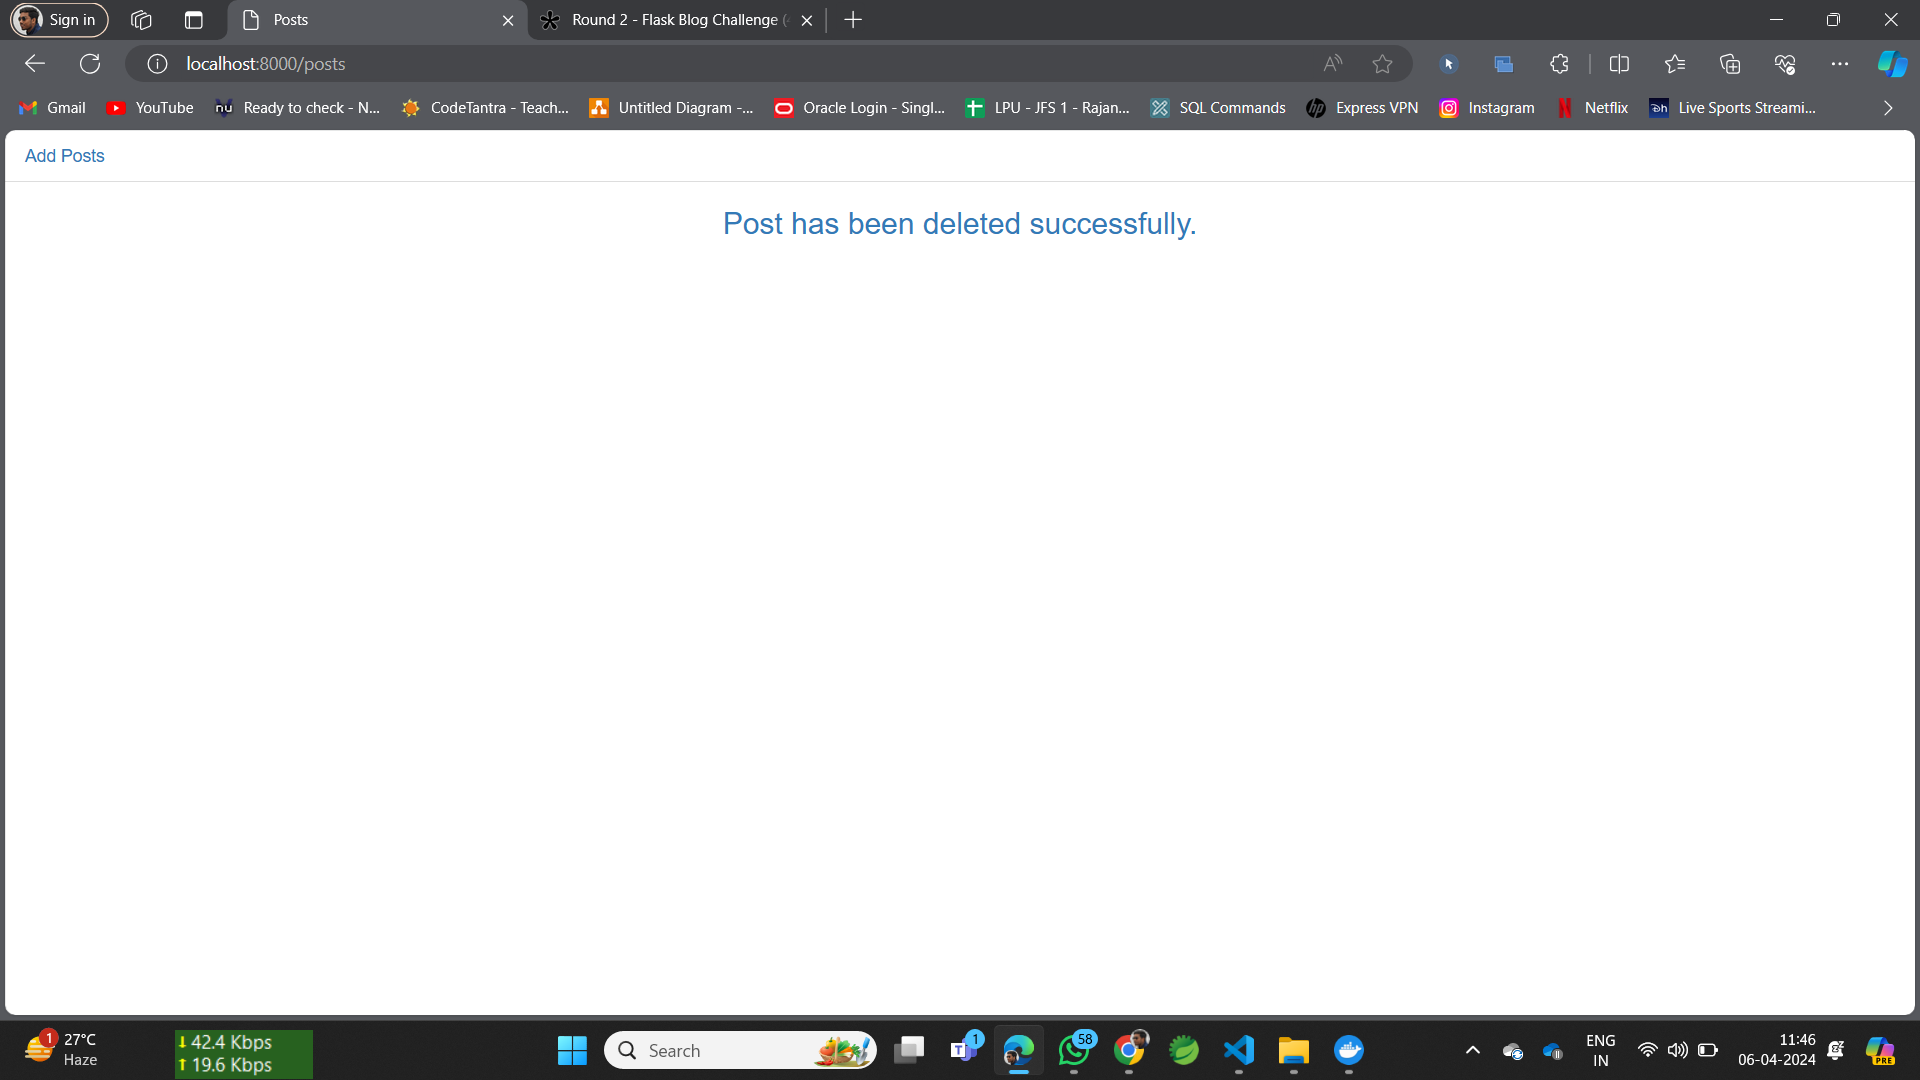 Sign in
Posts
Round 2 - Flask Blog Challenge
localhost:8000/posts
Gmail
YouTube
Ready to check - N...
CodeTantra - Teach...
Untitled Diagram -...
Oracle Login - Singl...
LPU - JFS 1 - Rajan...
SQL Commands
Express VPN
Instagram
Netflix
Live Sports Streami...
Add Posts
Post has been deleted successfully.
1
27°C
Haze
↓ 42.4 Kbps
↑ 19.6 Kbps
Search
1
58
ENG
IN
11:46
06-04-2024
PRE